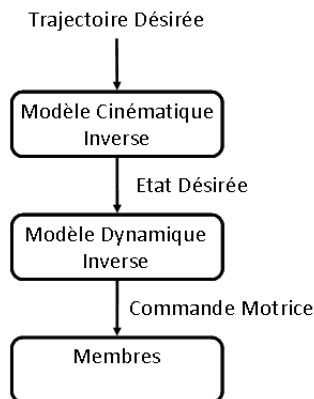 Trajectoire Désirée
Modèle Cinématique
Inverse
Etat Désirée
Modèle Dynamique
Inverse
Commande Motrice
Membres